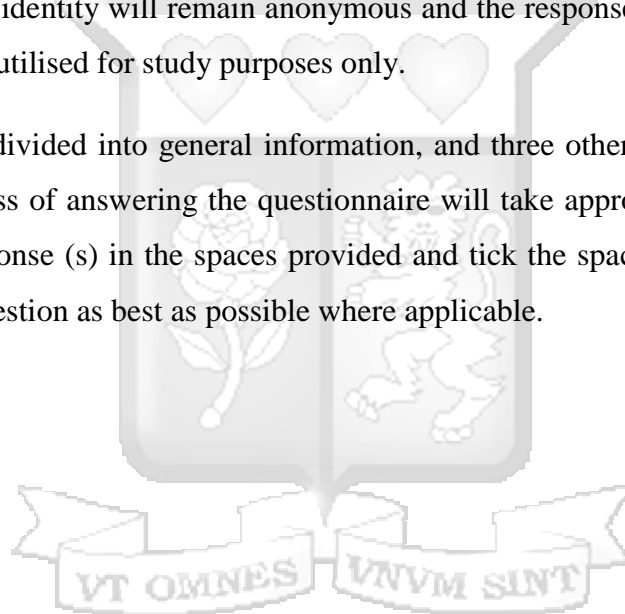 identity will remain anonymous and the response
utilised for study purposes only.
divided into general information, and three other
ss of answering the questionnaire will take appro
onse (s) in the spaces provided and tick the spac
estion as best as possible where applicable.
VT OMNES VNVM SINT